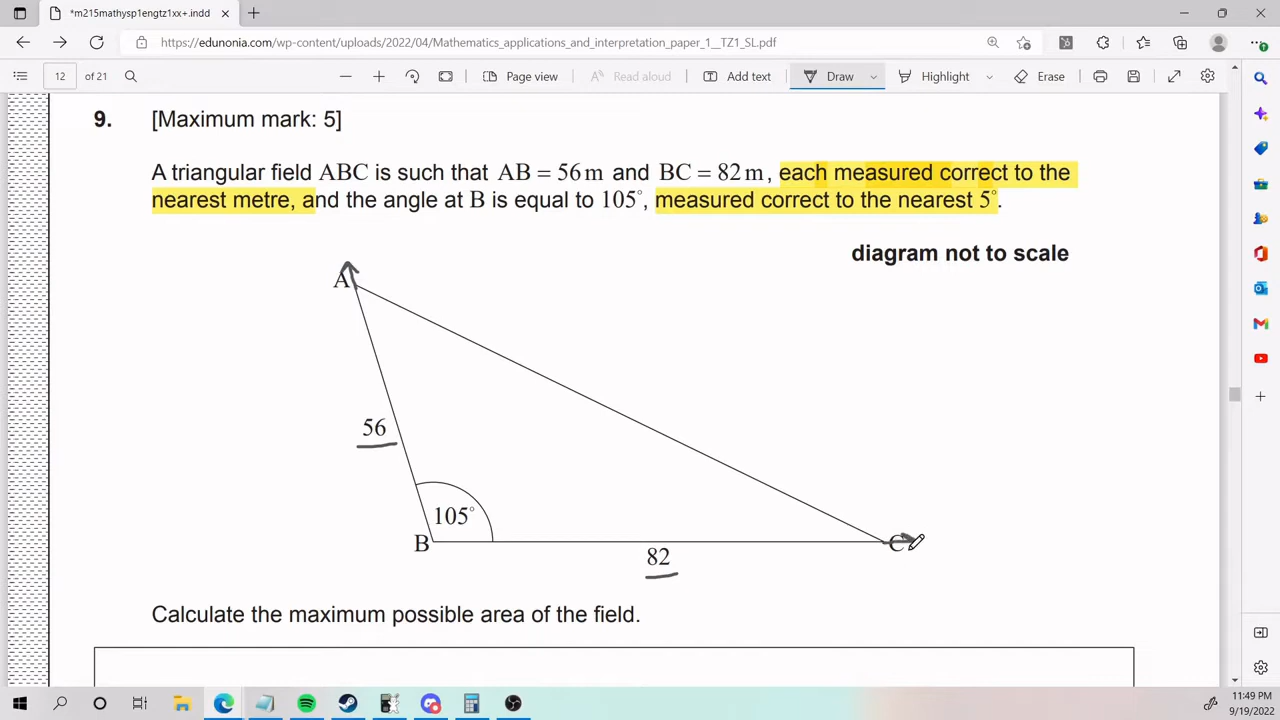 *m215mathysp1engtz1xx+.indd
https://edunonia.com/wp-content/uploads/2022/04/Mathematics_applications_and_interpretation_paper_1__TZ1_SL.pdf
12 of 21
Page view
Read aloud
Add text
Draw
Highlight
Erase
9. [Maximum mark: 5]
A triangular field ABC is such that AB = 56 m and BC = 82 m, each measured correct to the
nearest metre, and the angle at B is equal to 105°, measured correct to the nearest 5°.
diagram not to scale
A
56
105°
B
C
82
Calculate the maximum possible area of the field.
11:49 PM
9/19/2022